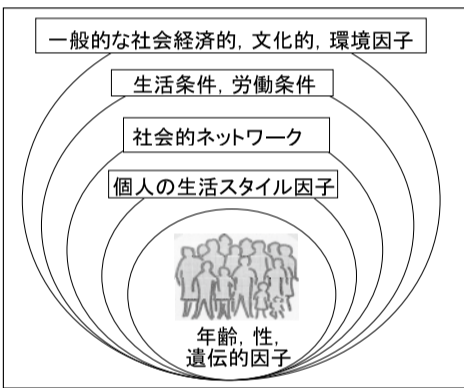 一般的な社会経済的，文化的，環境因子
生活条件，労働条件
社会的ネットワーク
個人の生活スタイル因子
年齢，性，
遺伝的因子